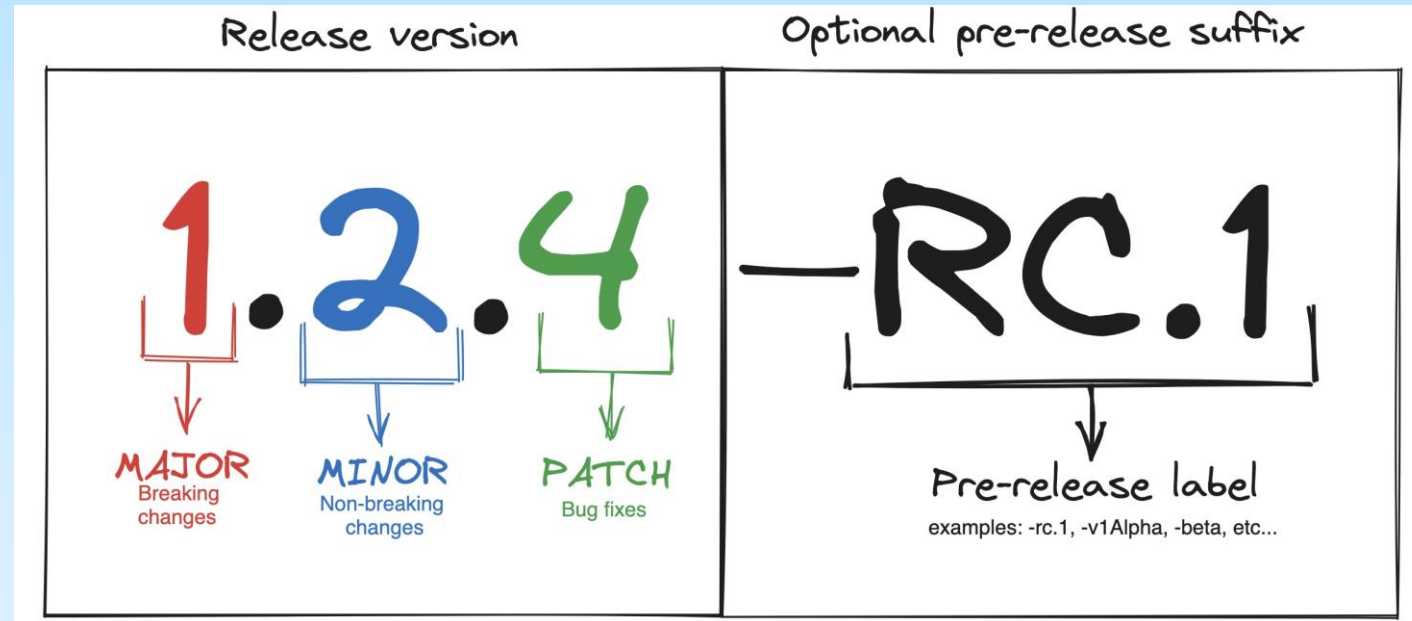 Release version
Optional pre-release suffix
1.2.4
-RC.1
MAJOR
Breaking
changes
MINOR
Non-breaking
changes
PATCH
Bug fixes
Pre-release label
examples: -rc.1, -v1Alpha, -beta, etc...